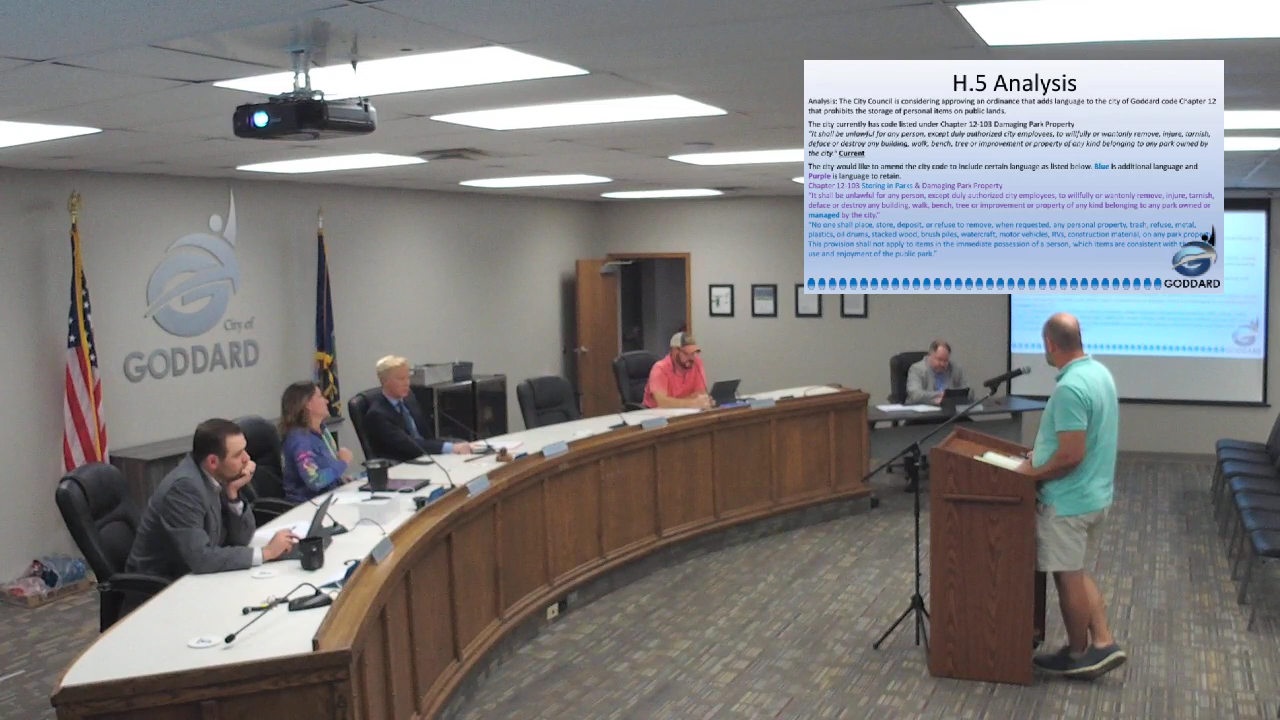 H.5 Analysis
Analysis: The City Council is considering approving an ordinance that adds language to the city of Goddard code Chapter 12
that prohibits the storage of personal items on public lands.
The city currently has code listed under Chapter 12-103 Damaging Park Property
"It shall be unlawful for any person, except duly authorized city employees, to willfully or wantonly remove, injure, tarnish,
deface or destroy any building, walk, bench, tree or improvement or property of any kind belonging to any park owned by
the city" Current
The city would like to amend the city code to include certain language as listed below. Blue is additional language and
Purple is language to retain.
Chapter 12-103 Storing in Parks & Damaging Park Property
"It shall be unlawful for any person, except duly authorized city employees, to willfully or wantonly remove, injure, tarnish,
deface or destroy any building, walk, bench, tree or improvement or property of any kind belonging to any park owned or
managed by the city."
"No one shall place, store, deposit, or refuse to remove, when requested, any personal property, trash, refuse, metal,
plastics, oil drums, stacked wood, brush piles, watercraft, motor vehicles, RVs, construction material, on any park
This provision shall not apply to items in the immediate possession of a person, which items are consistent with
use and enjoyment of the public park."
GODDARD
City of
GODDARD
GODDARD